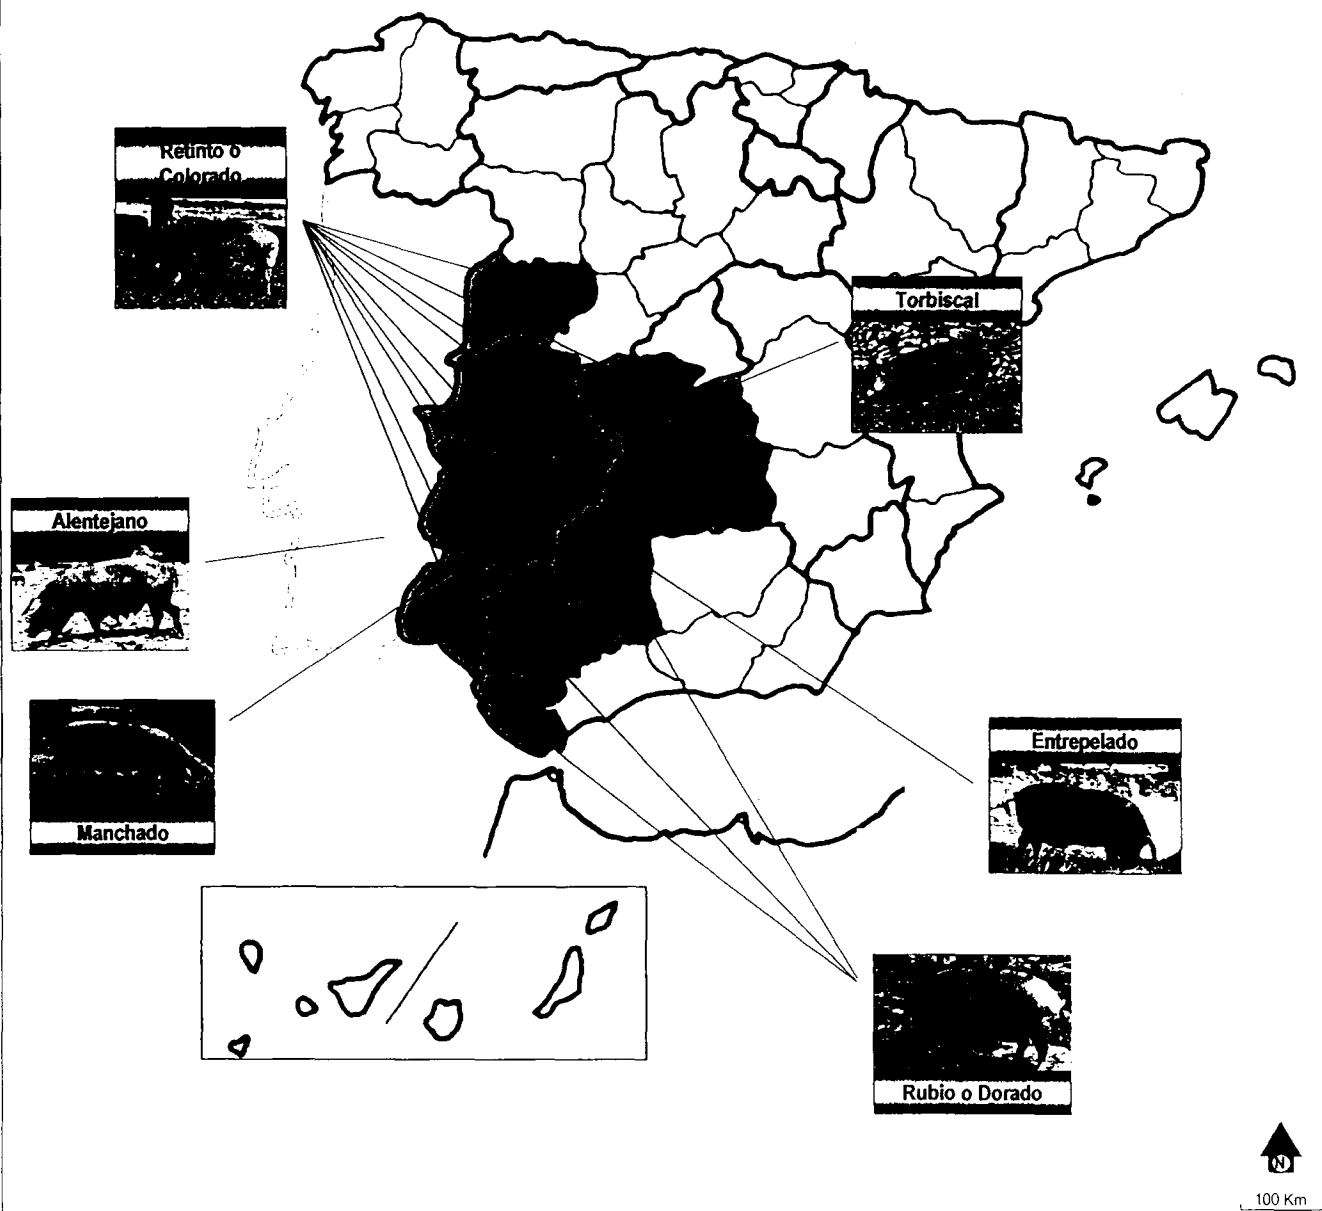 Retinto o
Colorado
Torbiscal
Alentejano
Manchado
Entrepelado
Rubio o Dorado
N
100 Km